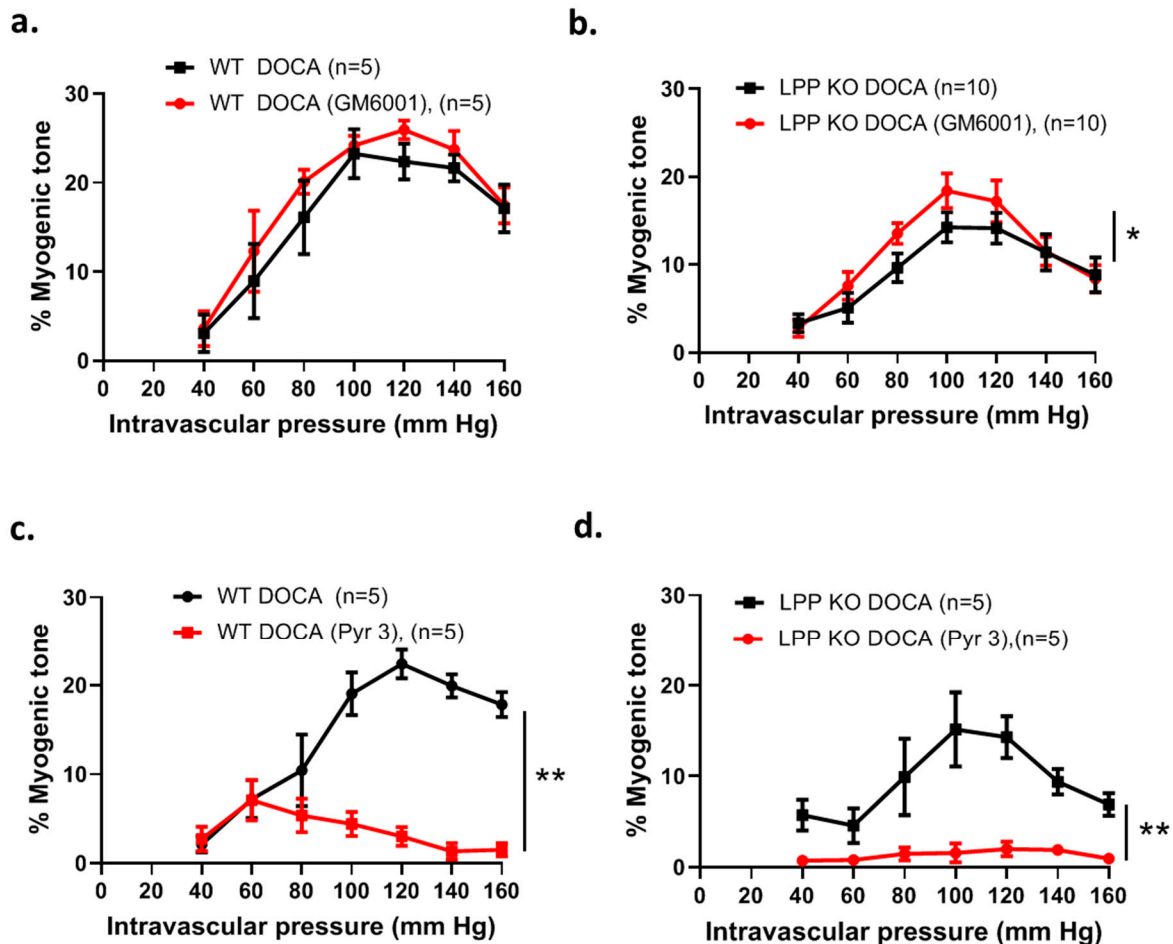 a.
WT DOCA (n=5)
WT DOCA (GM6001), (n=5)
% Myogenic tone
30
20
10
0
0 20 40 60 80 100 120 140 160
Intravascular pressure (mm Hg)
b.
LPP KO DOCA (n=10)
LPP KO DOCA (GM6001), (n=10)
% Myogenic tone
30
20
10
0
*
0 20 40 60 80 100 120 140 160
Intravascular pressure (mm Hg)
c.
WT DOCA (n=5)
WT DOCA (Pyr 3), (n=5)
% Myogenic tone
30
20
10
0
**
0 20 40 60 80 100 120 140 160
Intravascular pressure (mm Hg)
d.
LPP KO DOCA (n=5)
LPP KO DOCA (Pyr 3),(n=5)
% Myogenic tone
30
20
10
0
**
0 20 40 60 80 100 120 140 160
Intravascular pressure (mm Hg)